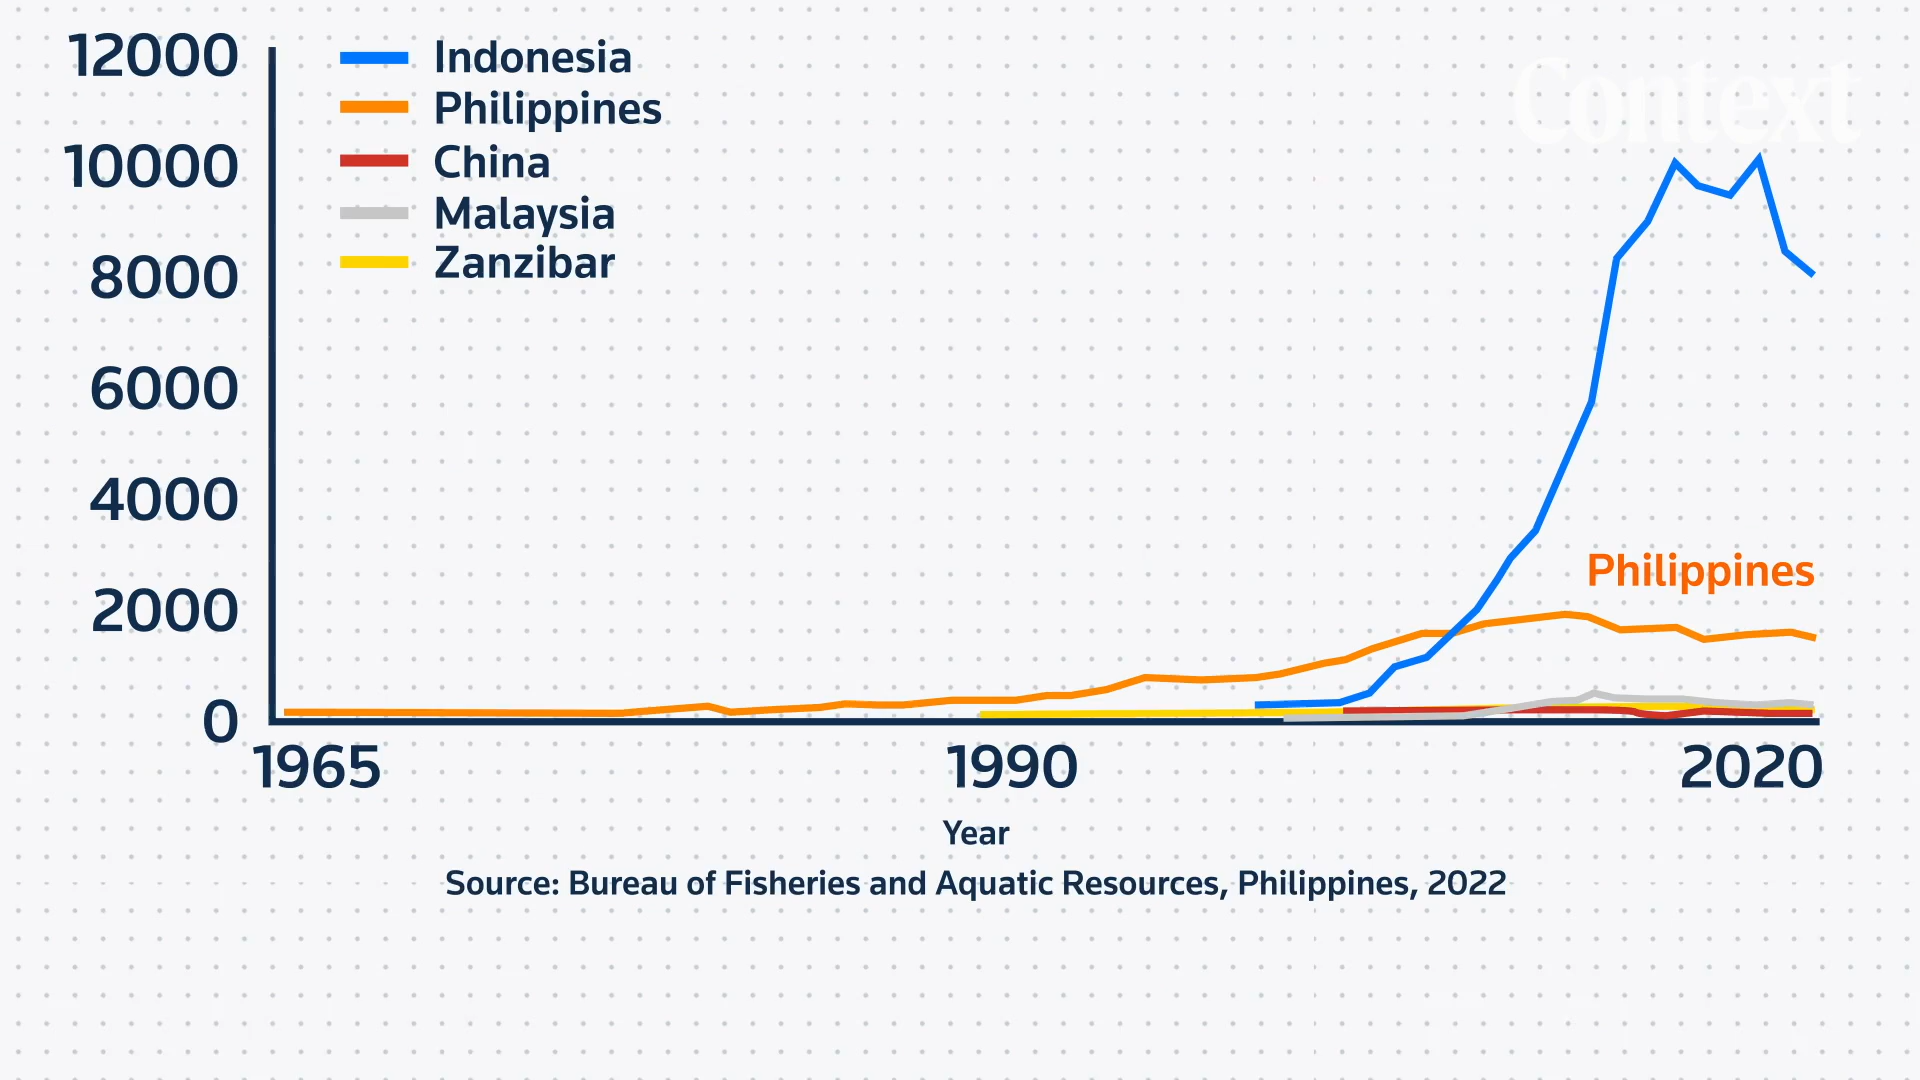 12000
10000
8000
6000
4000
2000
0
Indonesia
Philippines
China
Malaysia
Zanzibar
Context
Philippines
1965
1990
2020
Year
Source: Bureau of Fisheries and Aquatic Resources, Philippines, 2022